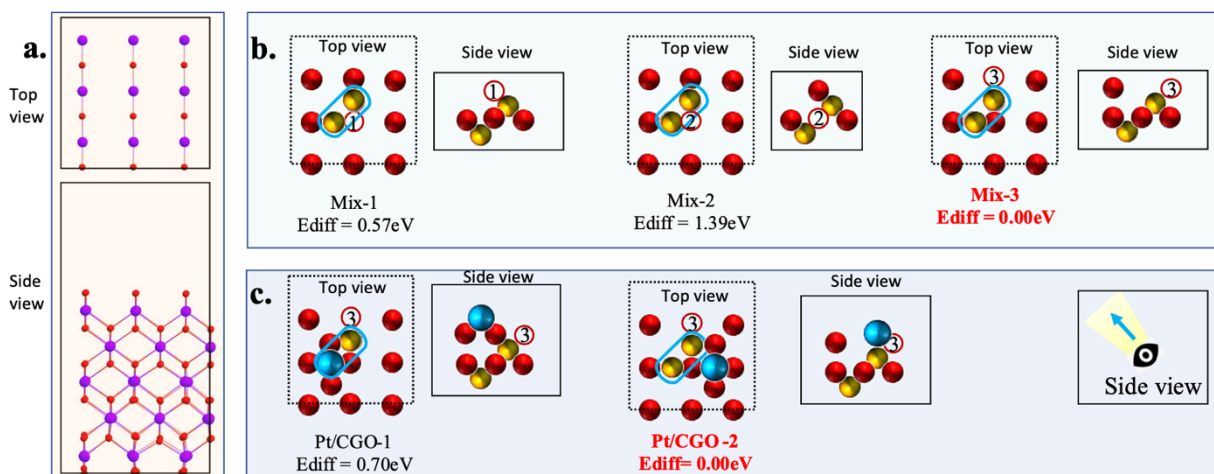 a.
Top
view
Side
view
b.
Top view
Side view
1
1
Mix-1
Ediff = 0.57eV
Top view
Side view
2
2
Mix-2
Ediff = 1.39eV
Top view
Side view
3
3
Mix-3
Ediff = 0.00eV
c.
Top view
Side view
3
3
Pt/CGO-1
Ediff = 0.70eV
Top view
Side view
3
3
Pt/CGO-2
Ediff= 0.00eV
Side view